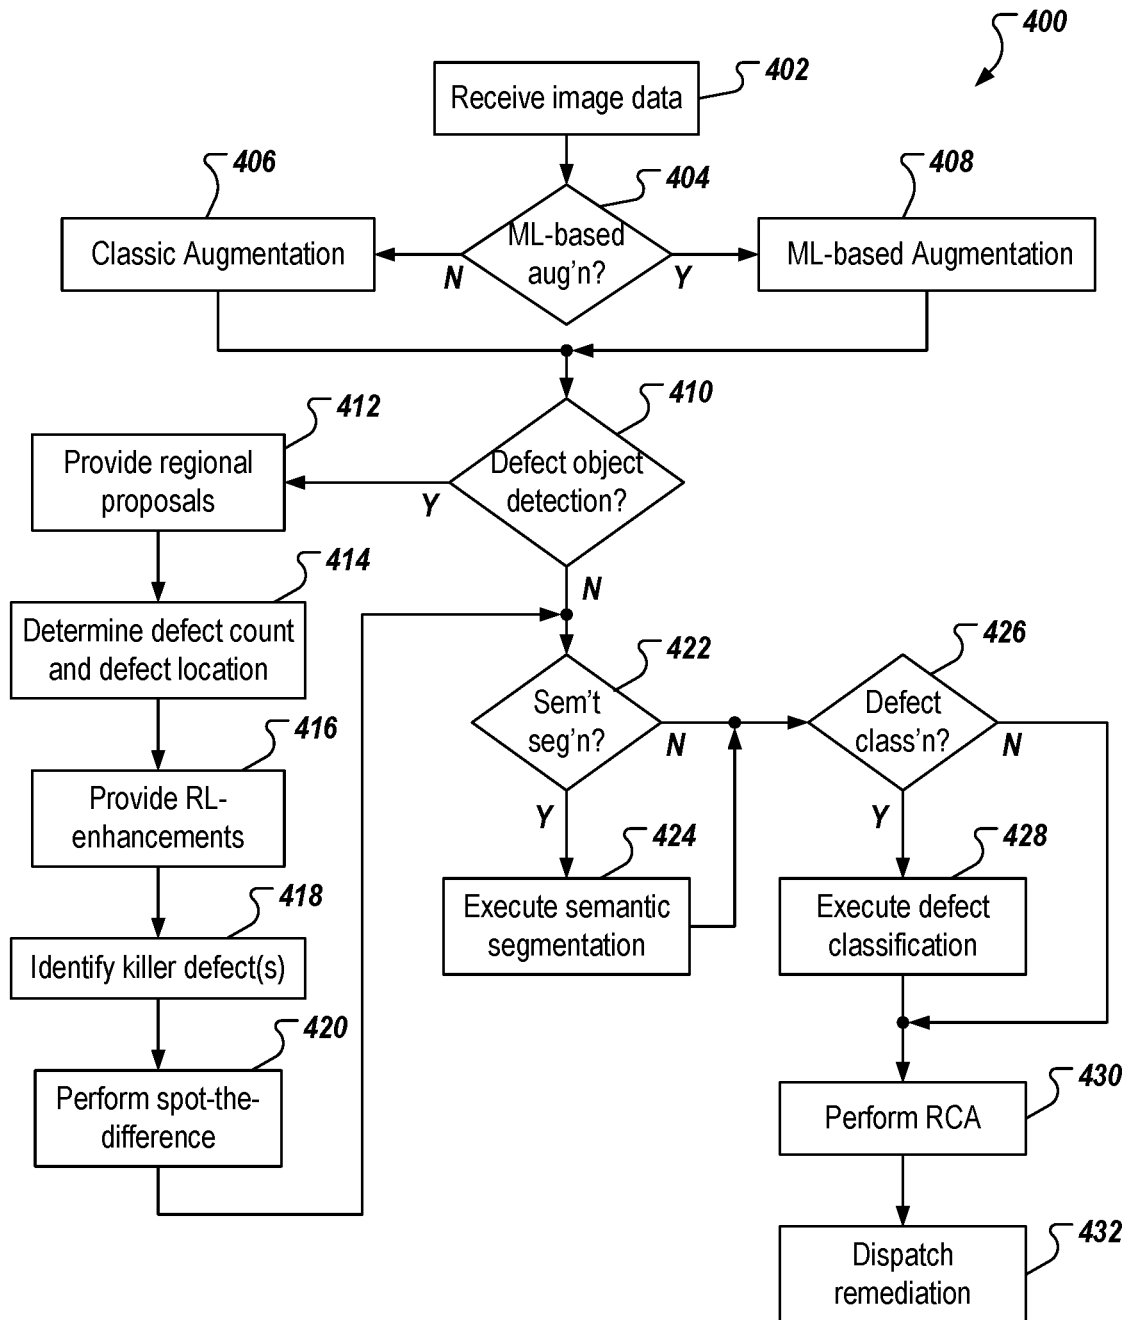 400
402
Receive image data
406
404
408
Classic Augmentation
ML-based
aug'n?
ML-based Augmentation
N
Y
410
412
Provide regional
proposals
Defect object
detection?
Y
N
414
Determine defect count
and defect location
422
426
Sem't
seg'n?
Defect
class'n?
N
N
416
Provide RL-
enhancements
Y
Y
424
428
Execute semantic
segmentation
Execute defect
classification
418
Identify killer defect(s)
420
Perform spot-the-
difference
430
Perform RCA
432
Dispatch
remediation